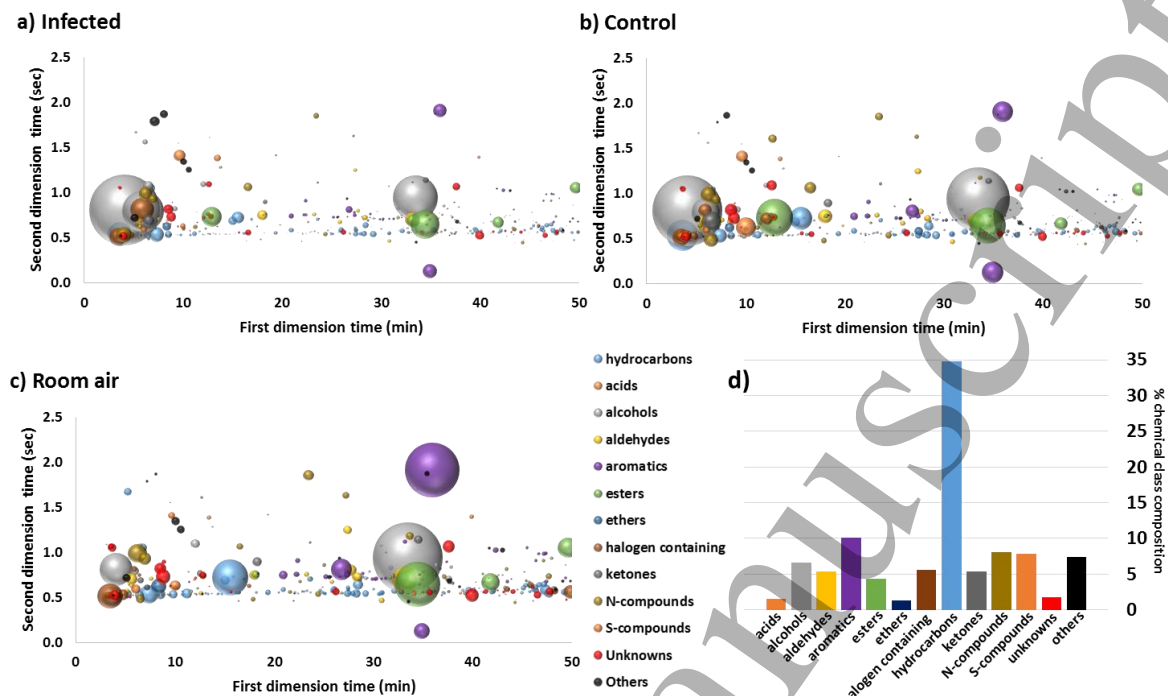 a) Infected
2.5
2.0
1.5
1.0
0.5
0.0
Second dimension time (sec)
0 10 20 30 40 50
First dimension time (min)
b) Control
2.5
2.0
1.5
1.0
0.5
0.0
Second dimension time (sec)
0 10 20 30 40 50
First dimension time (min)
c) Room air
2.5
2.0
1.5
1.0
0.5
0.0
Second dimension time (sec)
0 10 20 30 40 50
First dimension time (min)
hydrocarbons
acids
alcohols
aldehydes
aromatics
esters
ethers
halogen containing
ketones
N-compounds
S-compounds
Unknowns
Others
d)
35
30
25
20
15
10
5
0
% chemical class composition
acids
alcohols
aldehydes
aromatics
esters
ethers
alogen containing
hydrocarbons
ketones
N-compounds
S-compounds
unknowns
others
nuscript